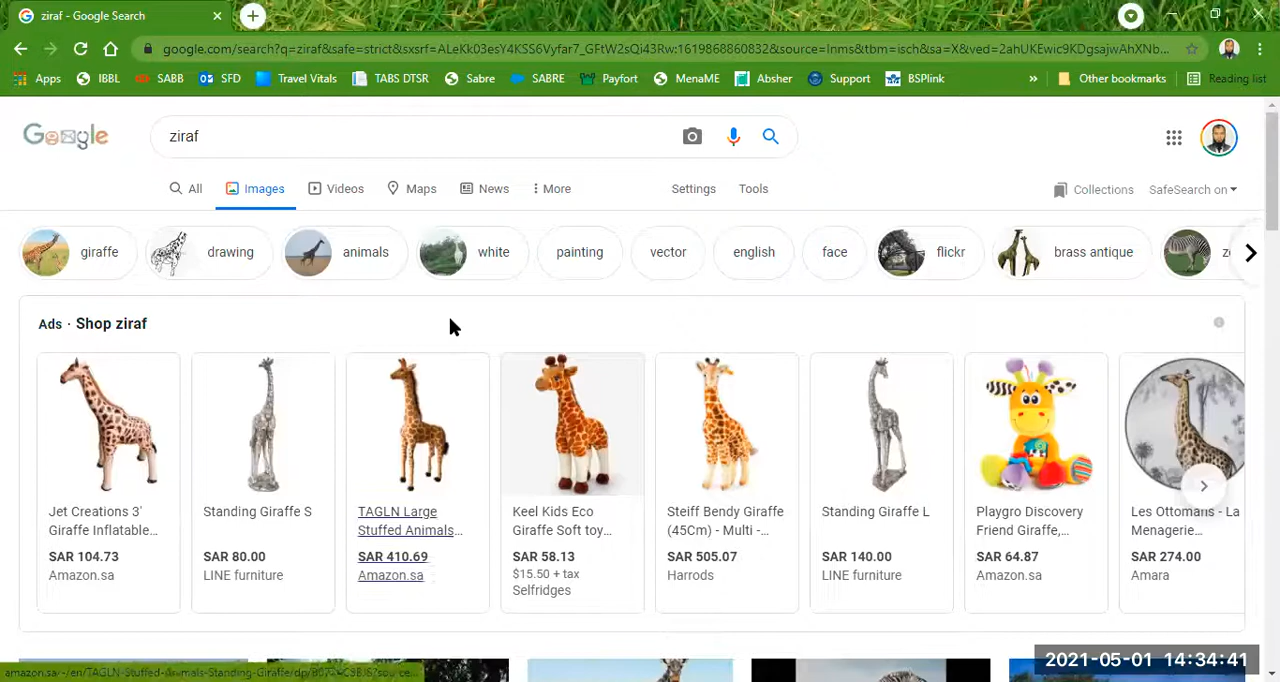 ziraf - Google Search
google.com/search?q=ziraf&safe=strict&sxsrf=ALeKk03esY4KSS6Vyfar7_GFtW2sQi43Rw:1619868860832&source=lnms&tbm=isch&sa=X&ved=2ahUKEwic9KDgsajwAhXNb...
Apps IBBL SABB SFD Travel Vitals TABS DTSR Sabre SABRE Payfort MenaME Absher Support BSPlink » Other bookmarks Reading list
Google ziraf
All Images Videos Maps News More Settings Tools Collections SafeSearch on
giraffe drawing animals white painting vector english face flickr brass antique
Ads · Shop ziraf
Jet Creations 3' Standing Giraffe S TAGLN Large Keel Kids Eco Steiff Bendy Giraffe Standing Giraffe L Playgro Discovery Les Ottomans - La
Giraffe Inflatable... Stuffed Animals... Giraffe Soft toy... (45Cm) - Multi -... Friend Giraffe,... Menagerie...
SAR 104.73 SAR 80.00 SAR 410.69 SAR 58.13 SAR 505.07 SAR 140.00 SAR 64.87 SAR 274.00
Amazon.sa LINE furniture Amazon.sa $15.50 + tax Harrods LINE furniture Amazon.sa Amara
Selfridges
2021-05-01 14:34:41